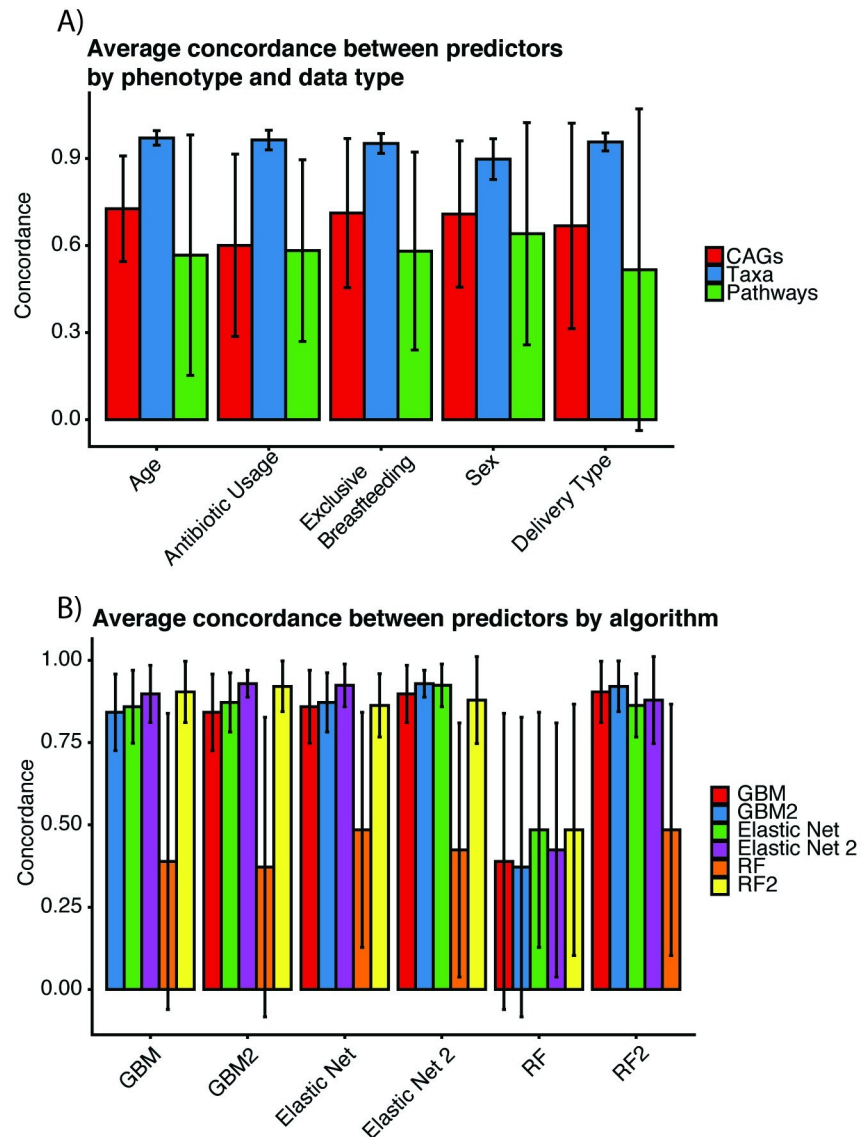 A)
Average concordance between predictors
by phenotype and data type
Concordance
0.9
0.6
0.3
0.0
Age
Antibiotic Usage
Exclusive
Breasfteeding
Sex
Delivery Type
CAGs
Taxa
Pathways
B)
Average concordance between predictors by algorithm
Concordance
1.00
0.75
0.50
0.25
0.00
GBM
GBM2
Elastic Net
Elastic Net 2
RF
RF2
GBM
GBM2
Elastic Net
Elastic Net 2
RF
RF2